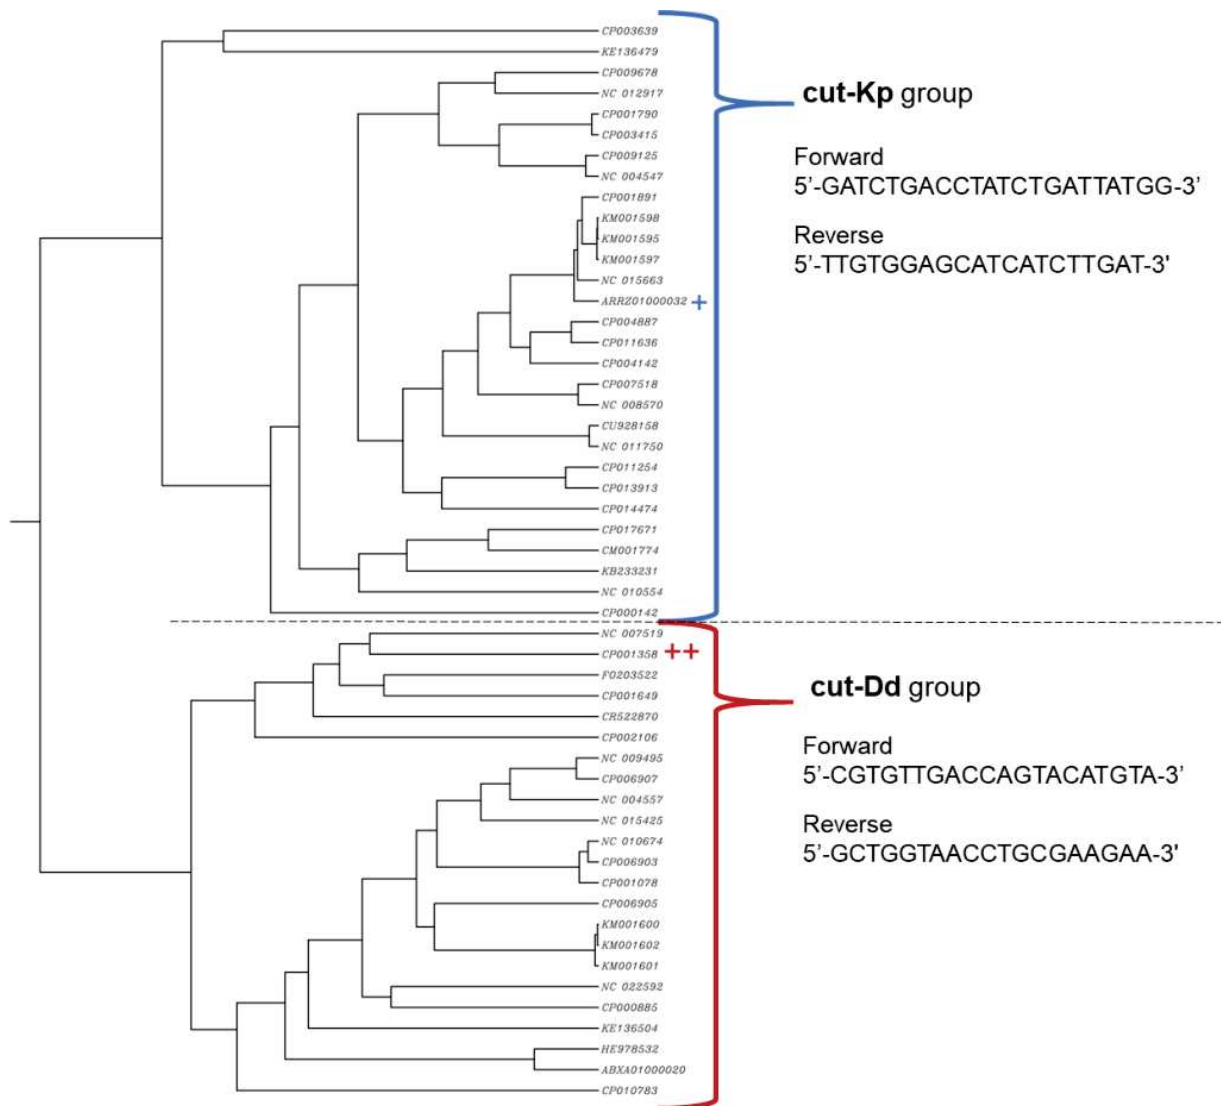 CP003639
KE136479
CP009678
NC 012917
CP001790
CP003415
CP009125
NC 004547
CP001891
KM001598
KM001595
KM001597
NC 015663
ARRZ01000032 +
CP004887
CP011636
CP004142
CP007518
NC 008570
CU928158
NC 011750
CP011254
CP013913
CP014474
CP017671
CM001774
KB233231
NC 010554
CP000142
cut-Kp group
Forward
5’-GATCTGACCTATCTGATTATGG-3’
Reverse
5’-TTGTGGAGCATCATCTTGAT-3'
NC 007519
CP001358 ++
FO203522
CP001649
CR522870
CP002106
NC 009495
CP006907
NC 004557
NC 015425
NC 010674
CP006903
CP001078
CP006905
KM001600
KM001602
KM001601
NC 022592
CP000885
KE136504
HE978532
ABXA01000020
CP010783
cut-Dd group
Forward
5’-CGTGTTGACCAGTACATGTA-3’
Reverse
5’-GCTGGTAACCTGCGAAGAA-3'